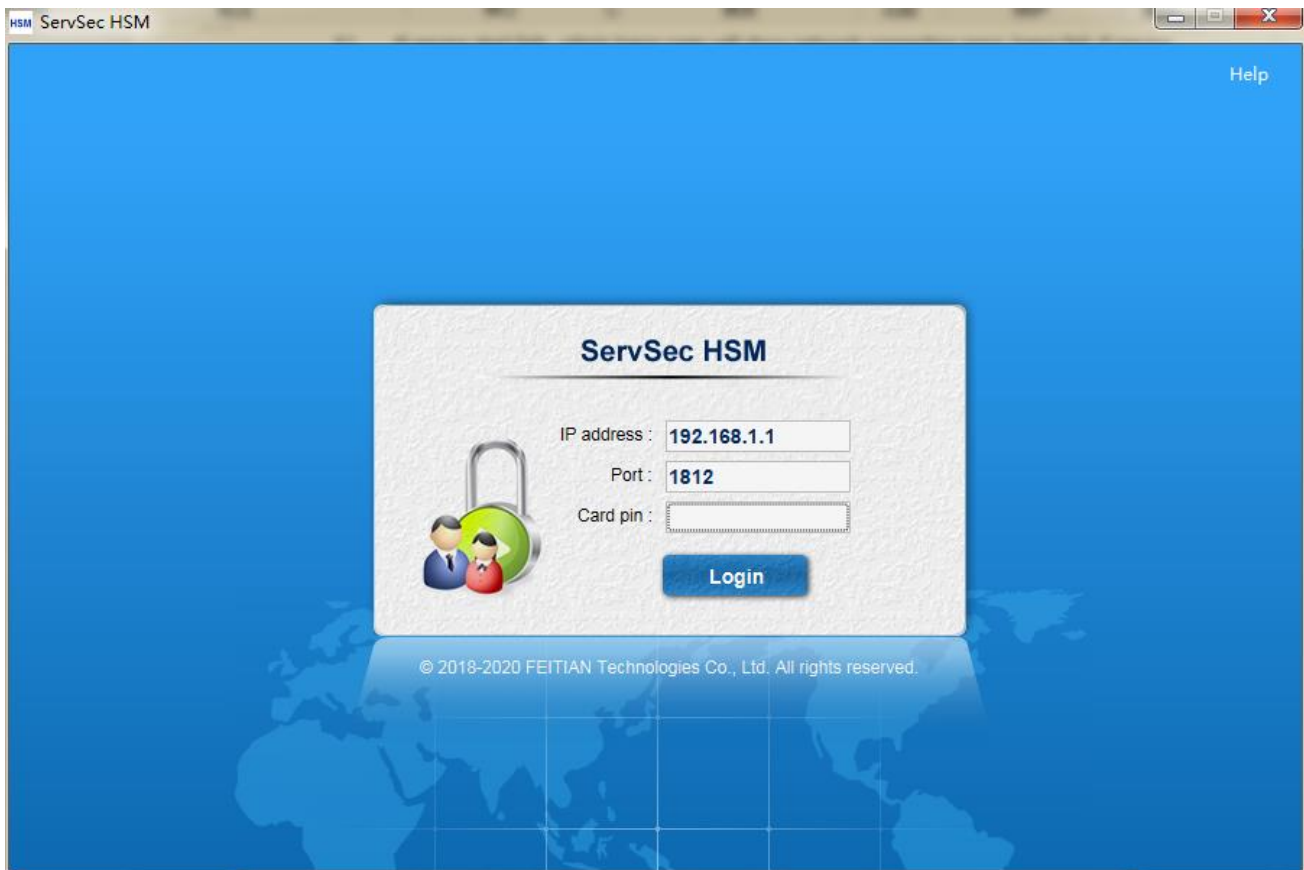 HSM ServSec HSM
Help
ServSec HSM
IP address : 192.168.1.1
Port : 1812
Card pin :
Login
© 2018-2020 FEITIAN Technologies Co., Ltd. All rights reserved.